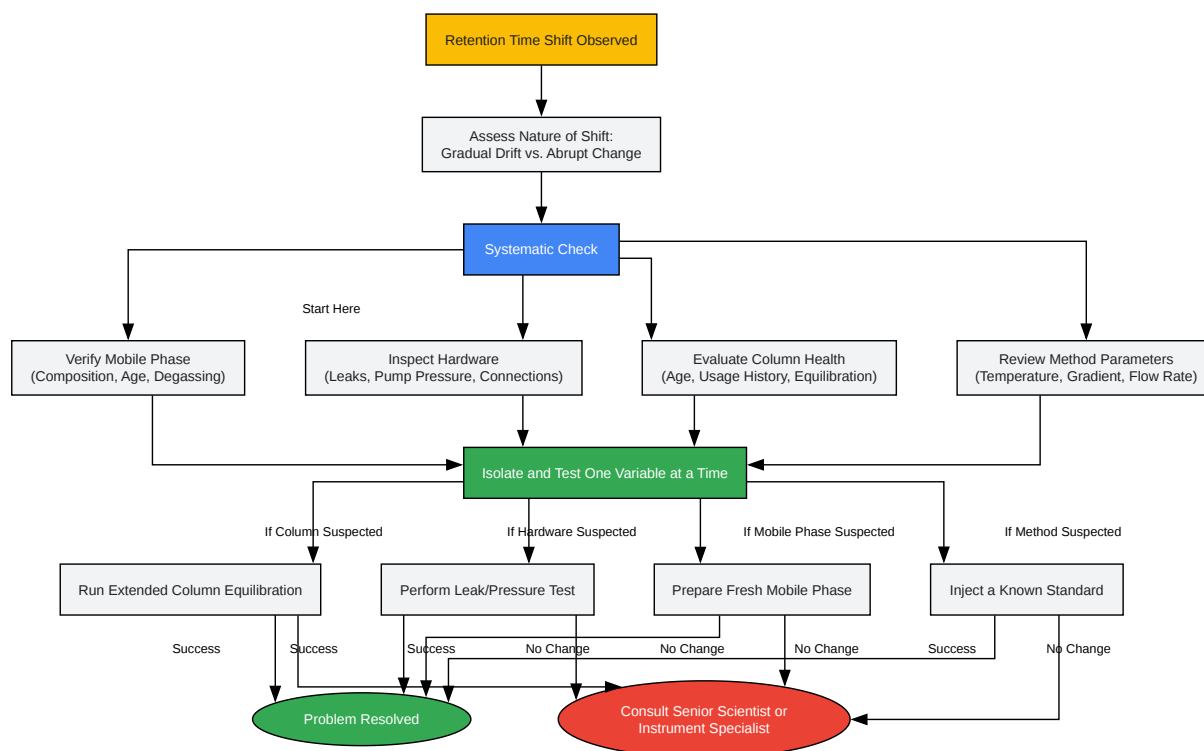 Retention Time Shift Observed
Assess Nature of Shift:
Gradual Drift vs. Abrupt Change
Systematic Check
Start Here
Verify Mobile Phase
(Composition, Age, Degassing)
Inspect Hardware
(Leaks, Pump Pressure, Connections)
Evaluate Column Health
(Age, Usage History, Equilibration)
Review Method Parameters
(Temperature, Gradient, Flow Rate)
Isolate and Test One Variable at a Time
If Column Suspected
If Hardware Suspected
If Mobile Phase Suspected
If Method Suspected
Run Extended Column Equilibration
Perform Leak/Pressure Test
Prepare Fresh Mobile Phase
Inject a Known Standard
Success
Success
Success
No Change
No Change
No Change
Success
No Change
Problem Resolved
Consult Senior Scientist or
Instrument Specialist